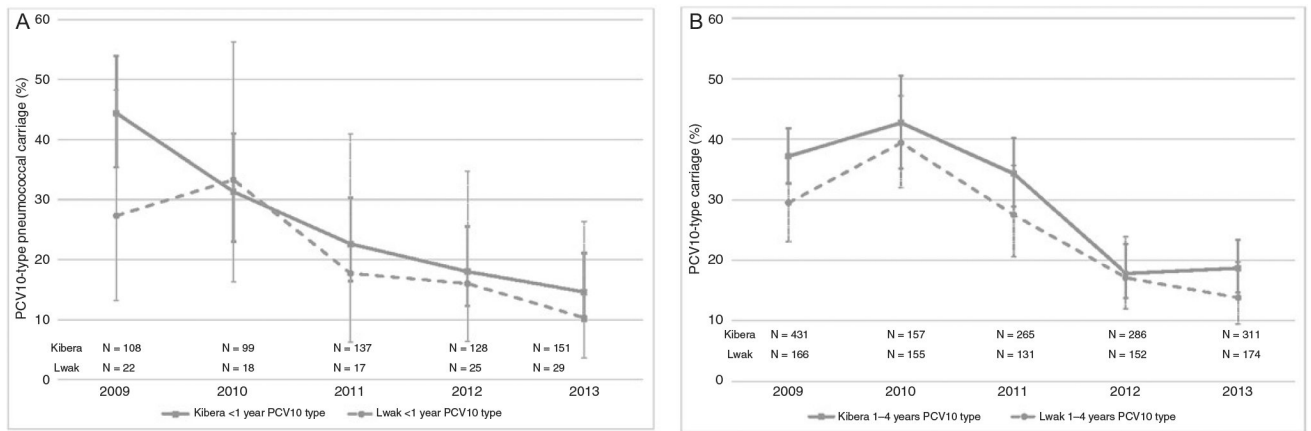 A
PCV10-type pneumococcal carriage (%)
60
50
40
30
20
10
0
Kibera N = 108 N = 99 N = 137 N = 128 N = 151
Lwak N = 22 N = 18 N = 17 N = 25 N = 29
2009 2010 2011 2012 2013
Kibera <1 year PCV10 type Lwak <1 year PCV10 type
B
PCV10-type carriage (%)
60
50
40
30
20
10
0
Kibera N = 431 N = 157 N = 265 N = 286 N = 311
Lwak N = 166 N = 155 N = 131 N = 152 N = 174
2009 2010 2011 2012 2013
Kibera 1–4 years PCV10 type Lwak 1–4 years PCV10 type